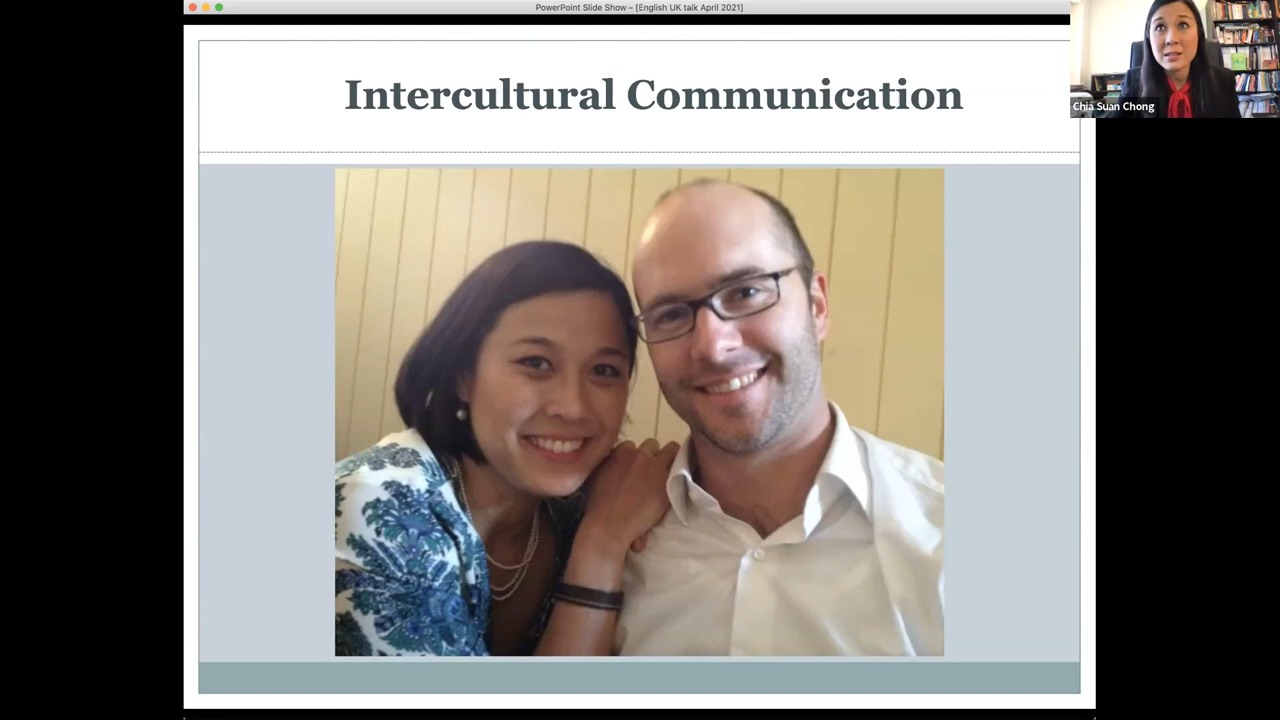 PowerPoint Slide Show – [English UK talk April 2021]
Intercultural Communication
Chia Suan Chong